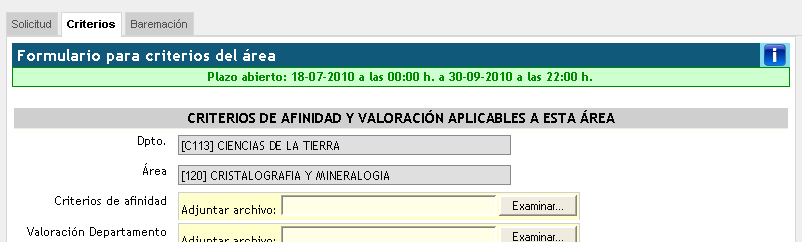 Solicitud Criterios Baremación
Formulario para criterios del área i
Plazo abierto: 18-07-2010 a las 00:00 h. a 30-09-2010 a las 22:00 h.
CRITERIOS DE AFINIDAD Y VALORACIÓN APLICABLES A ESTA ÁREA
Dpto. [C113] CIENCIAS DE LA TIERRA
Área [120] CRISTALOGRAFIA Y MINERALOGIA
Criterios de afinidad Adjuntar archivo: Examinar...
Valoración Departamento Adjuntar archivo: Examinar...